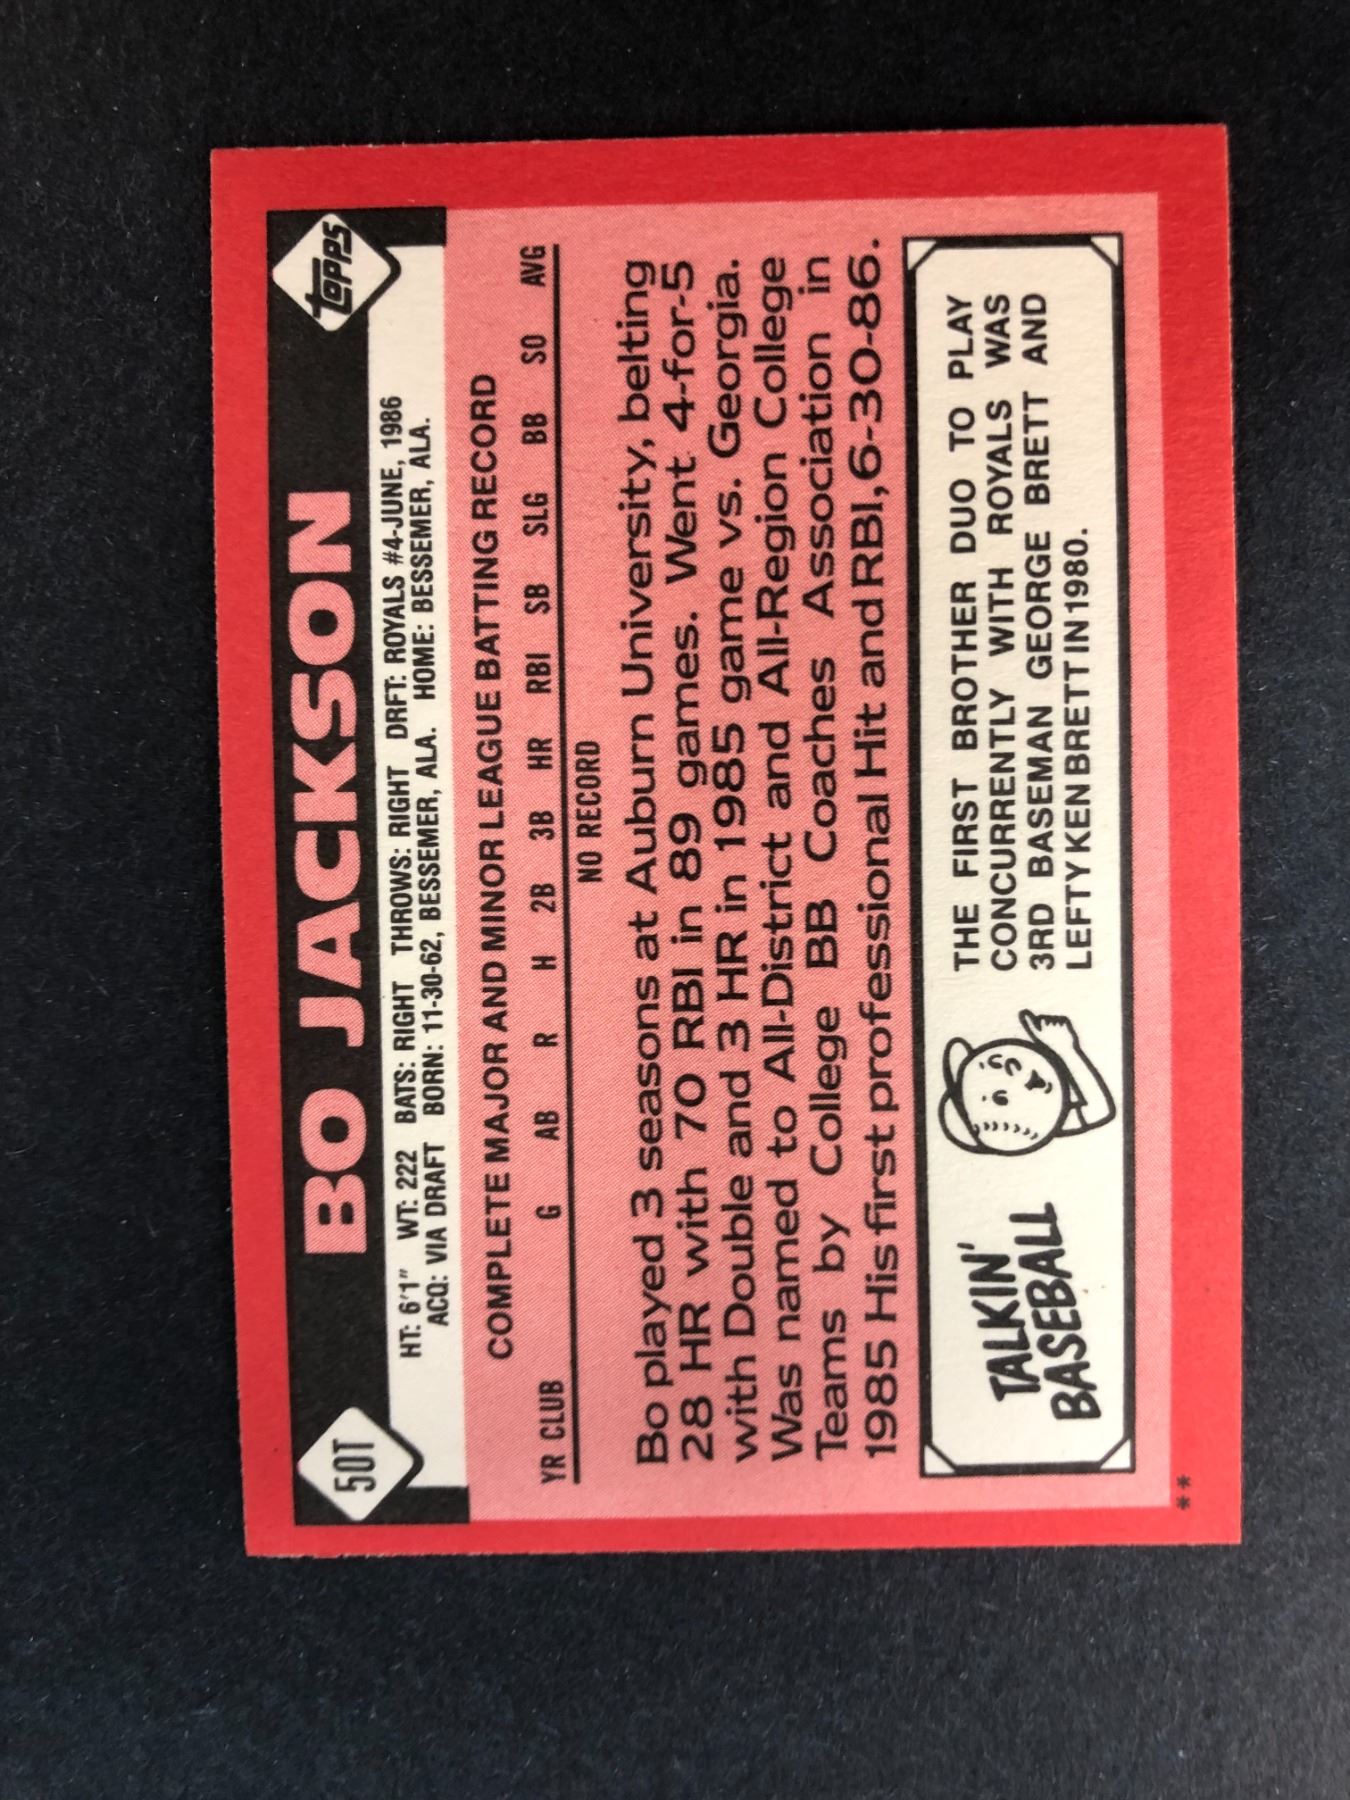 50T
BO JACKSON
TOPPS
HT: 6'1" WT: 222 BATS: RIGHT THROWS: RIGHT DRFT: ROYALS #4-JUNE, 1986
ACQ: VIA DRAFT BORN: 11-30-62, BESSEMER, ALA. HOME: BESSEMER, ALA.
COMPLETE MAJOR AND MINOR LEAGUE BATTING RECORD
YR CLUB G AB R H 2B 3B HR RBI SB SLG BB SO AVG
NO RECORD
Bo played 3 seasons at Auburn University, belting
28 HR with 70 RBI in 89 games. Went 4-for-5
with Double and 3 HR in 1985 game vs. Georgia.
Was named to All-District and All-Region College
Teams by College BB Coaches Association in
1985 His first professional Hit and RBI, 6-30-86.
TALKIN'
BASEBALL
THE FIRST BROTHER DUO TO PLAY
CONCURRENTLY WITH ROYALS WAS
3RD BASEMAN GEORGE BRETT AND
LEFTY KEN BRETT IN 1980.
**